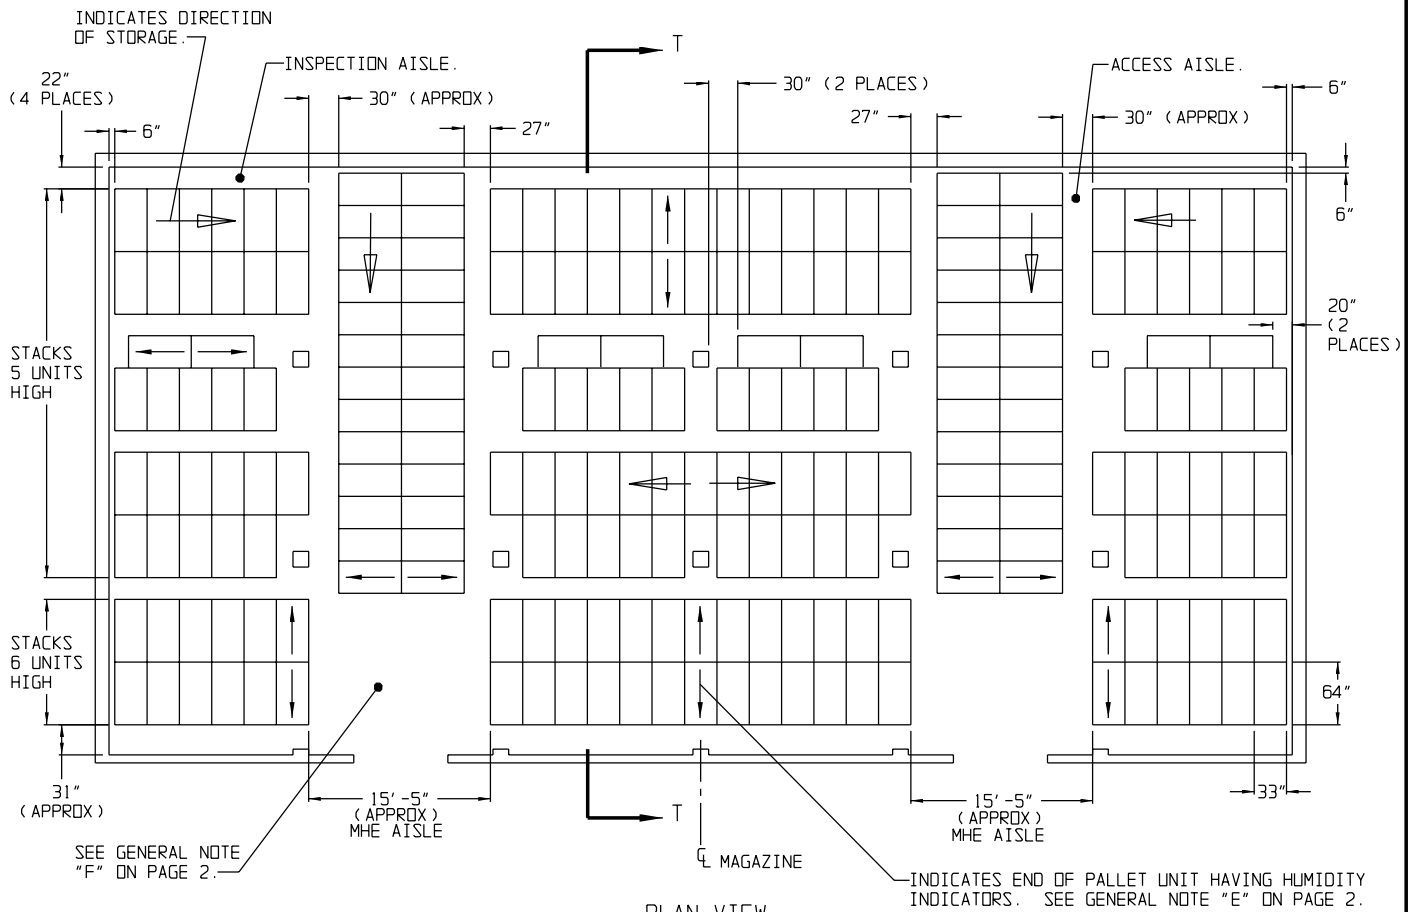 INDICATES DIRECTION
OF STORAGE.
INSPECTION AISLE.
T
ACCESS AISLE.
22"
(4 PLACES)
6"
30" (APPROX)
27"
30" (2 PLACES)
27"
30" (APPROX)
6"
6"
20"
(2
PLACES)
STACKS
5 UNITS
HIGH
STACKS
6 UNITS
HIGH
64"
31"
(APPROX)
15'-5"
(APPROX)
MHE AISLE
T
15'-5"
(APPROX)
MHE AISLE
33"
SEE GENERAL NOTE
"F" ON PAGE 2.
℄ MAGAZINE
INDICATES END OF PALLET UNIT HAVING HUMIDITY
INDICATORS. SEE GENERAL NOTE "E" ON PAGE 2.
PLAN VIEW